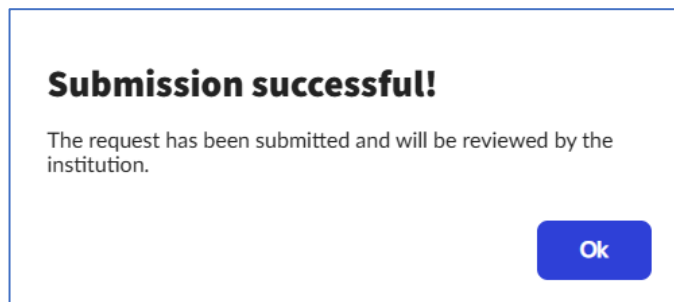 Submission successful!
The request has been submitted and will be reviewed by the
institution.
Ok